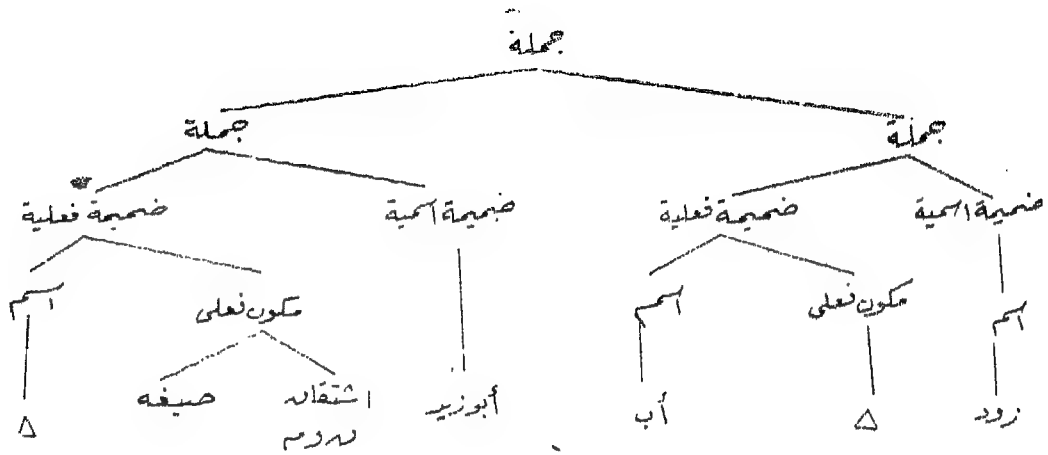 جملة
جملة جملة
ضميمة اسمية ضميمة فعلية ضميمة اسمية ضميمة فعلية
اسم مكون فعلى اسم مكون فعلى اسم
زود Δ أب أبوزيد اشتقاق صيغه Δ